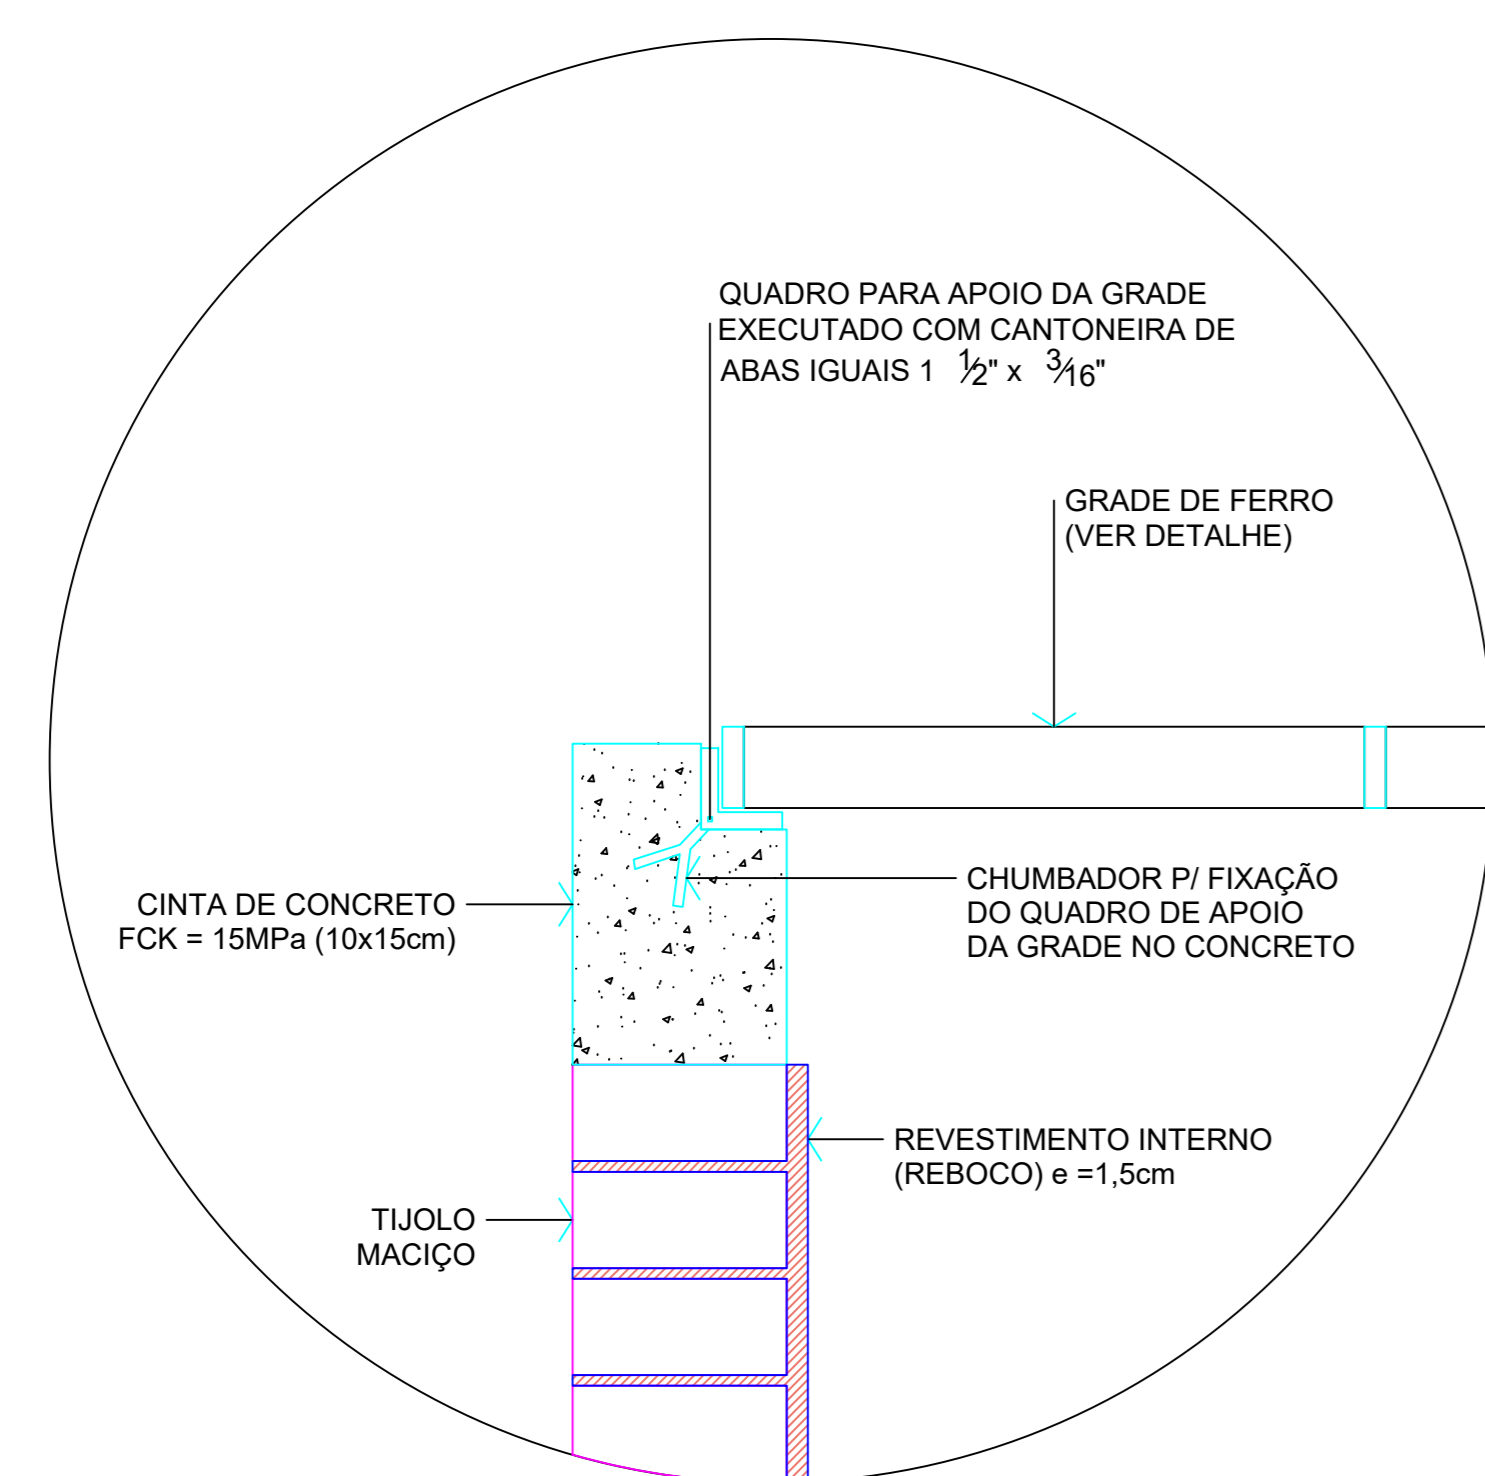 QUADRO PARA APOIO DA GRADE
EXECUTADO COM CANTONEIRA DE
ABAS IGUAIS 1 1/2" x 3/16"
GRADE DE FERRO
(VER DETALHE)
CHUMBADOR P/ FIXAÇÃO
DO QUADRO DE APOIO
DA GRADE NO CONCRETO
CINTA DE CONCRETO
FCK = 15MPa (10x15cm)
REVESTIMENTO INTERNO
(REBOCO) e =1,5cm
TIJOLO
MACIÇO